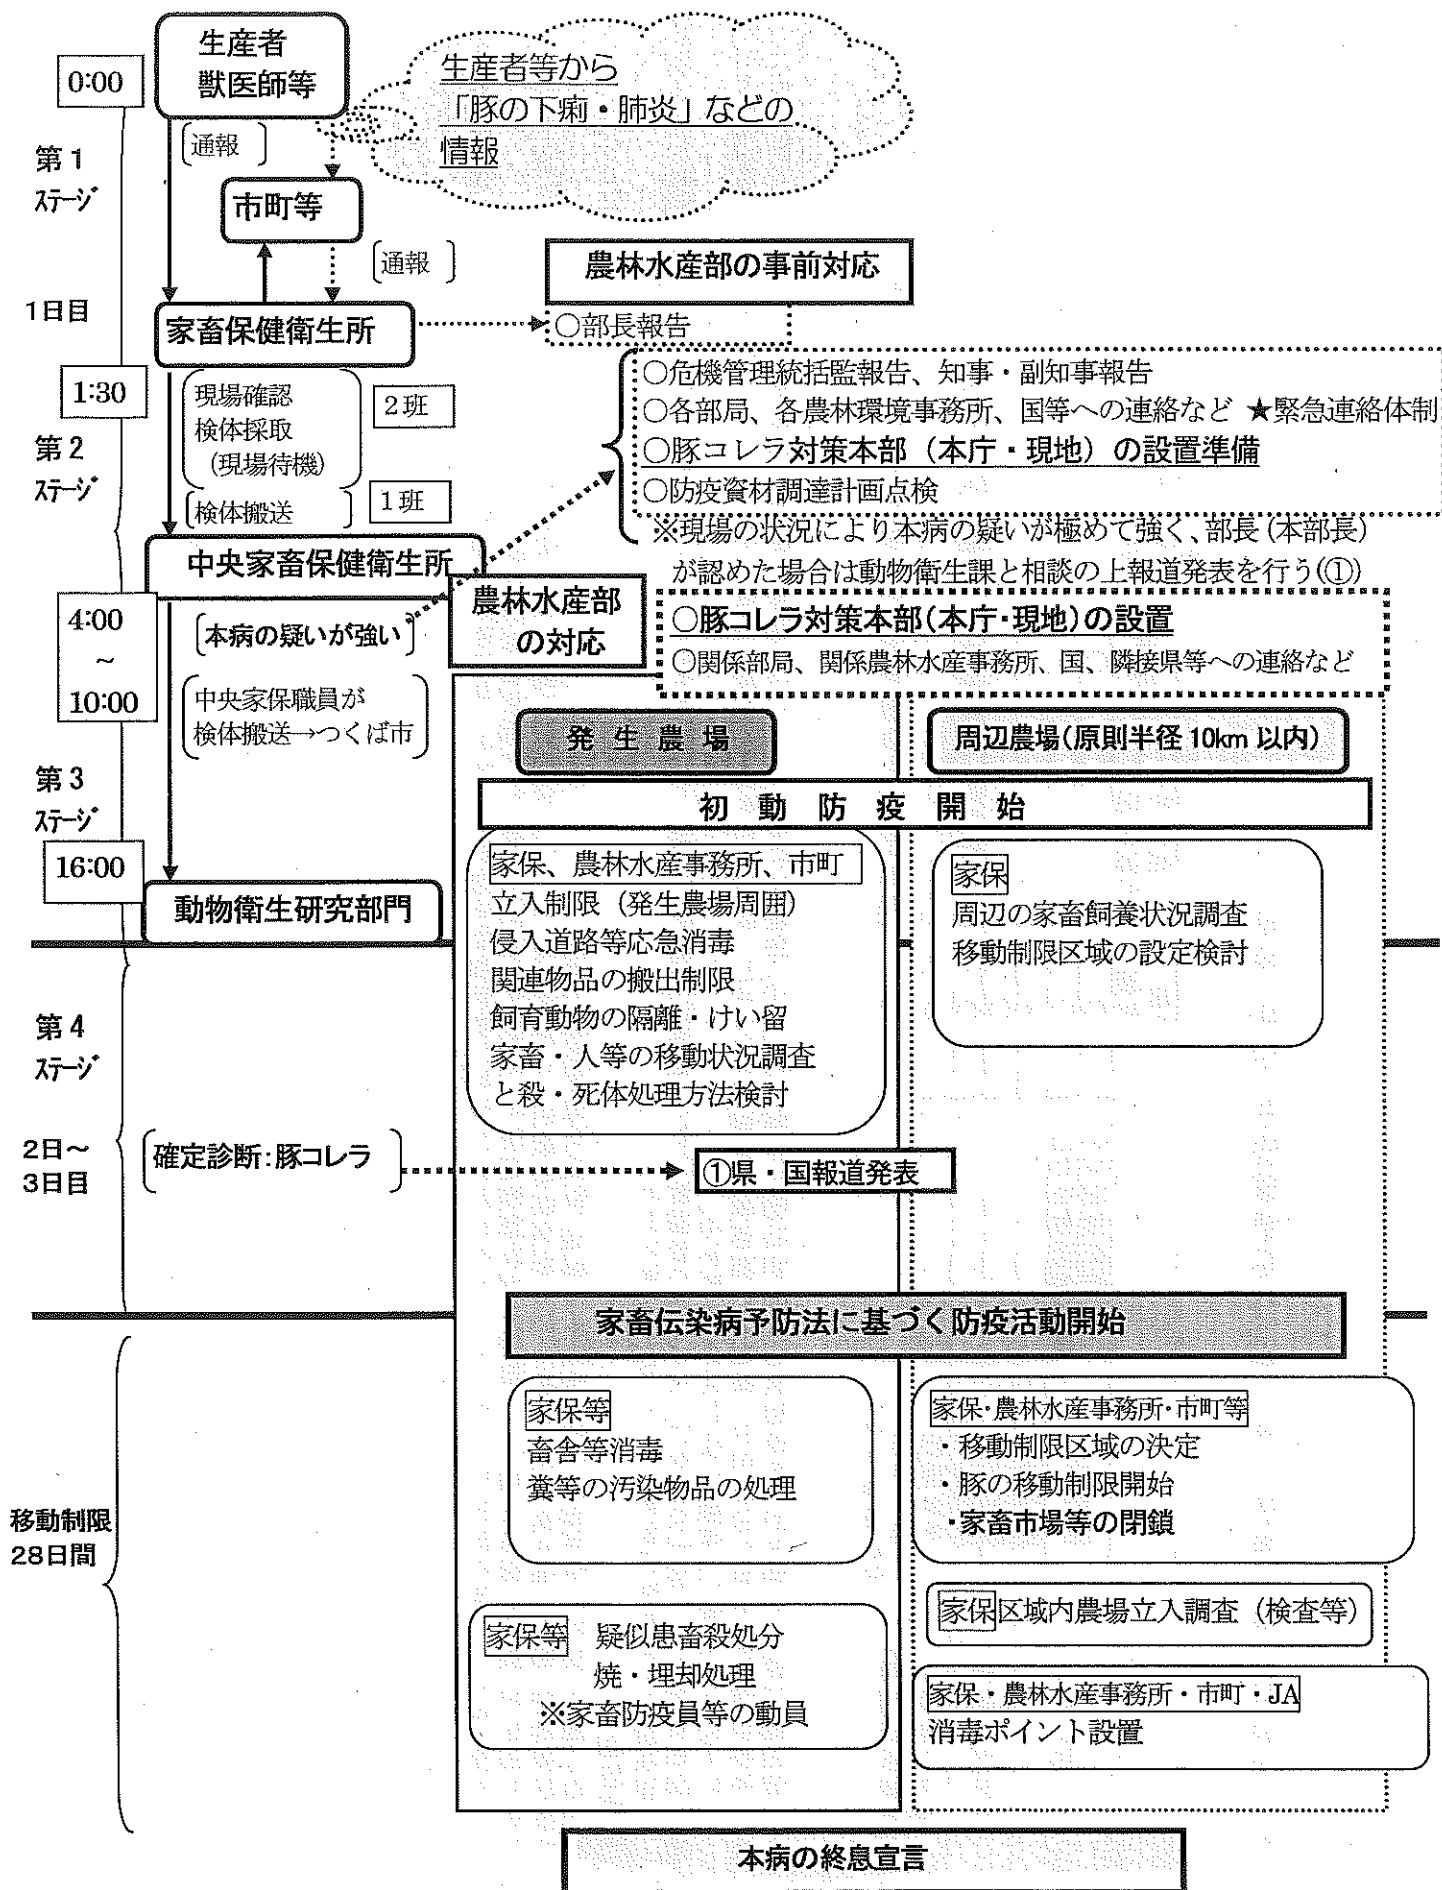 0:00
生産者
獣医師等
生産者等から
「豚の下痢・肺炎」などの
情報
通報
第1
ステージ
市町等
通報
農林水産部の事前対応
1日目
家畜保健衛生所
○部長報告
1:30
現場確認
検体採取
(現場待機)
2班
○危機管理統括監報告、知事・副知事報告
○各部局、各農林環境事務所、国等への連絡など ★緊急連絡体制
○豚コレラ対策本部(本庁・現地)の設置準備
○防疫資材調達計画点検
※現場の状況により本病の疑いが極めて強く、部長(本部長)
が認めた場合は動物衛生課と相談の上報道発表を行う(①)
第2
ステージ
検体搬送
1班
中央家畜保健衛生所
農林水産部
の対応
4:00
~
10:00
本病の疑いが強い
○豚コレラ対策本部(本庁・現地)の設置
○関係部局、関係農林水産事務所、国、隣接県等への連絡など
中央家保職員が
検体搬送→つくば市
発生農場
周辺農場(原則半径10km以内)
第3
ステージ
初動防疫開始
16:00
動物衛生研究部門
家保、農林水産事務所、市町
立入制限(発生農場周囲)
侵入道路等応急消毒
関連物品の搬出制限
飼育動物の隔離・けい留
家畜・人等の移動状況調査
と殺・死体処理方法検討
家保
周辺の家畜飼養状況調査
移動制限区域の設定検討
第4
ステージ
2日~
3日目
確定診断:豚コレラ
①県・国報道発表
家畜伝染病予防法に基づく防疫活動開始
家保等
畜舎等消毒
糞等の汚染物品の処理
家保・農林水産事務所・市町等
・移動制限区域の決定
・豚の移動制限開始
・家畜市場等の閉鎖
移動制限
28日間
家保区域内農場立入調査(検査等)
家保等 疑似患畜殺処分
焼・埋却処理
※家畜防疫員等の動員
家保・農林水産事務所・市町・JA
消毒ポイント設置
本病の終息宣言